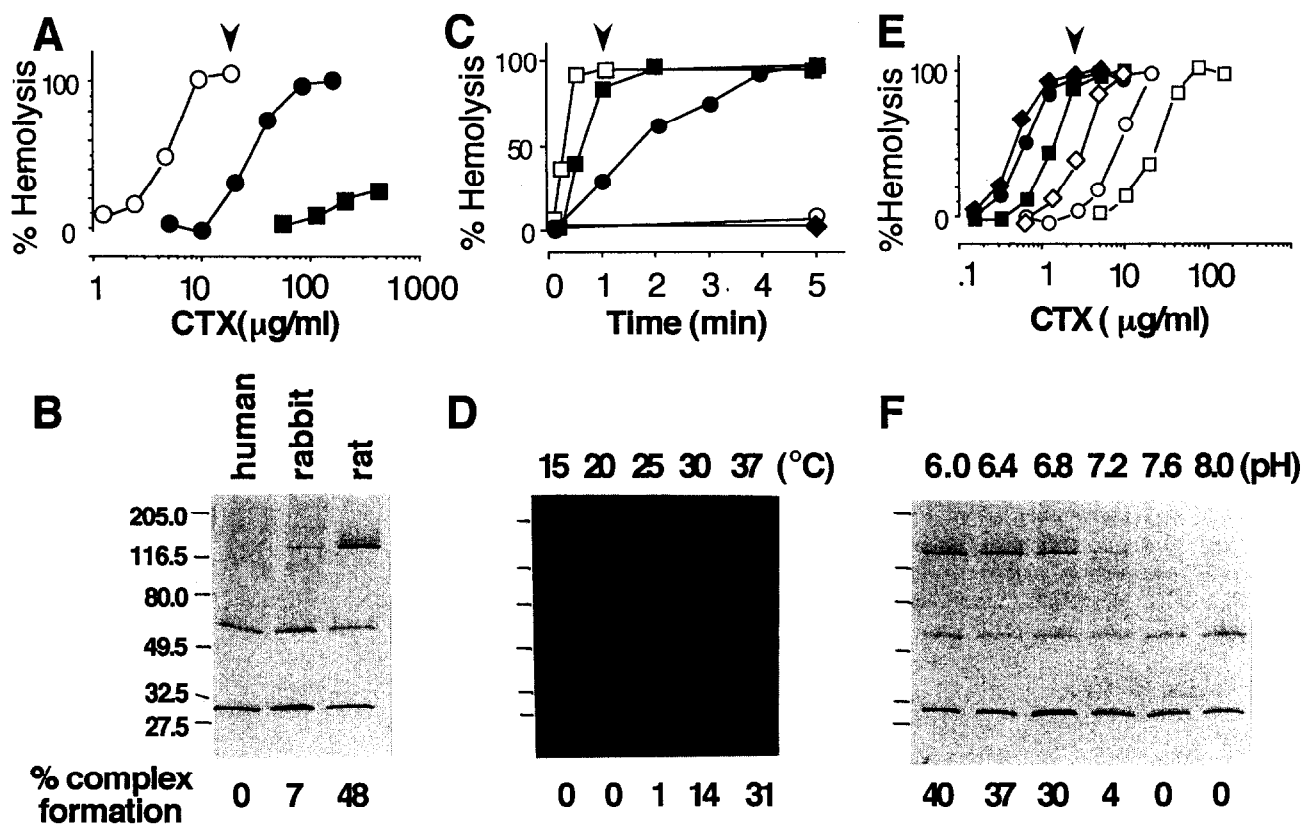 A
% Hemolysis
100
0
1 10 100 1000
CTX(µg/ml)
C
% Hemolysis
100
50
0
0 1 2 3 4 5
Time (min)
E
%Hemolysis
100
0
.1 1 10 100
CTX ( µg/ml)
B
human
rabbit
rat
205.0
116.5
80.0
49.5
32.5
27.5
% complex
formation
0 7 48
D
15 20 25 30 37 (°C)
0 0 1 14 31
F
6.0 6.4 6.8 7.2 7.6 8.0 (pH)
40 37 30 4 0 0